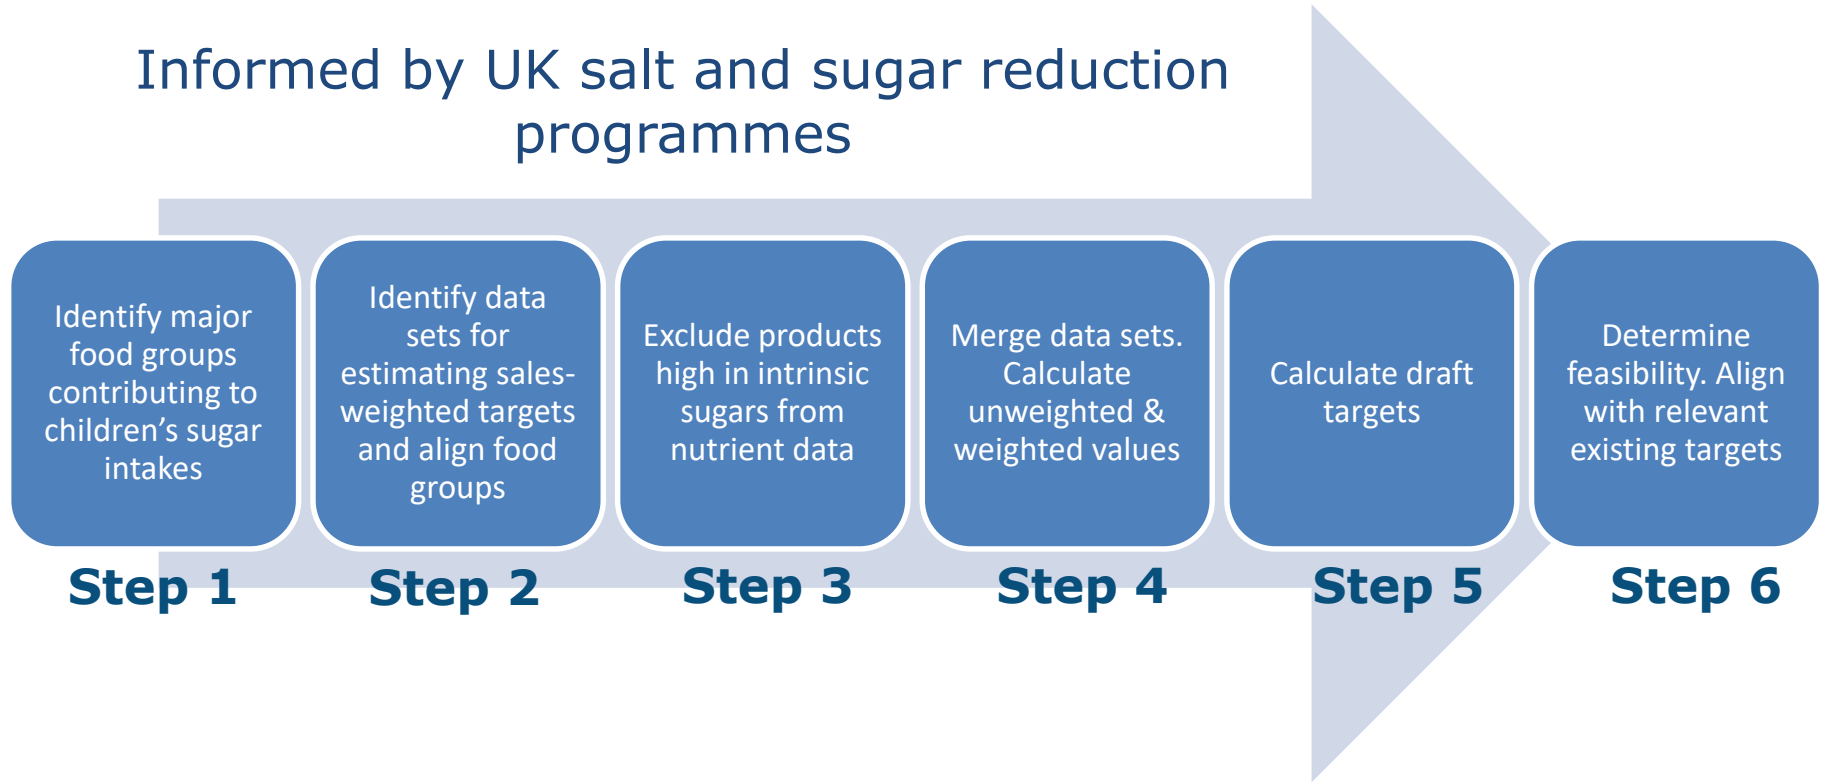 Informed by UK salt and sugar reduction
programmes
Identify major
food groups
contributing to
children’s sugar
intakes
Step 1
Identify data
sets for
estimating sales-
weighted targets
and align food
groups
Step 2
Exclude products
high in intrinsic
sugars from
nutrient data
Step 3
Merge data sets.
Calculate
unweighted &
weighted values
Step 4
Calculate draft
targets
Step 5
Determine
feasibility. Align
with relevant
existing targets
Step 6